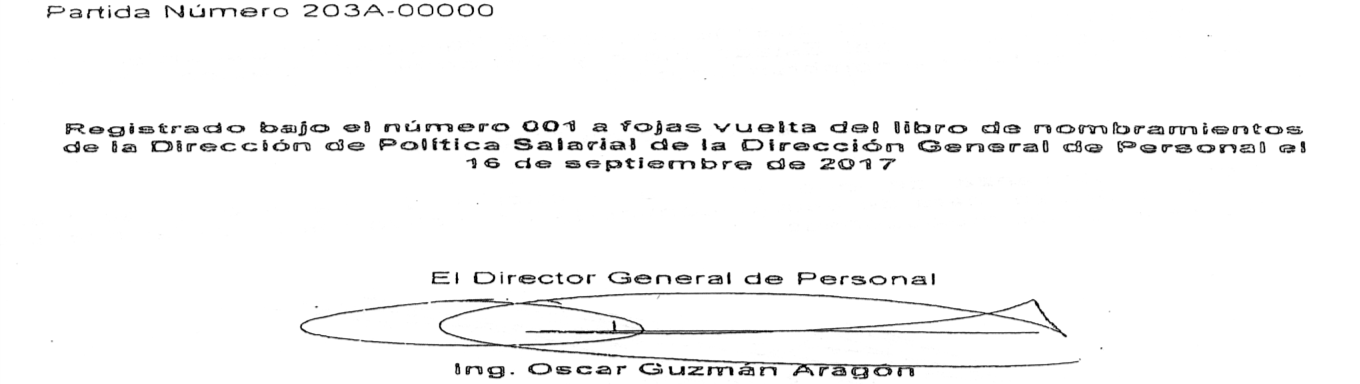 Partida Número 203A-00000
Registrado bajo el número 001 a fojas vuelta del libro de nombramientos
de la Dirección de Política Salarial de la Dirección General de Personal el
16 de septiembre de 2017
El Director General de Personal
Ing. Oscar Guzmán Aragón